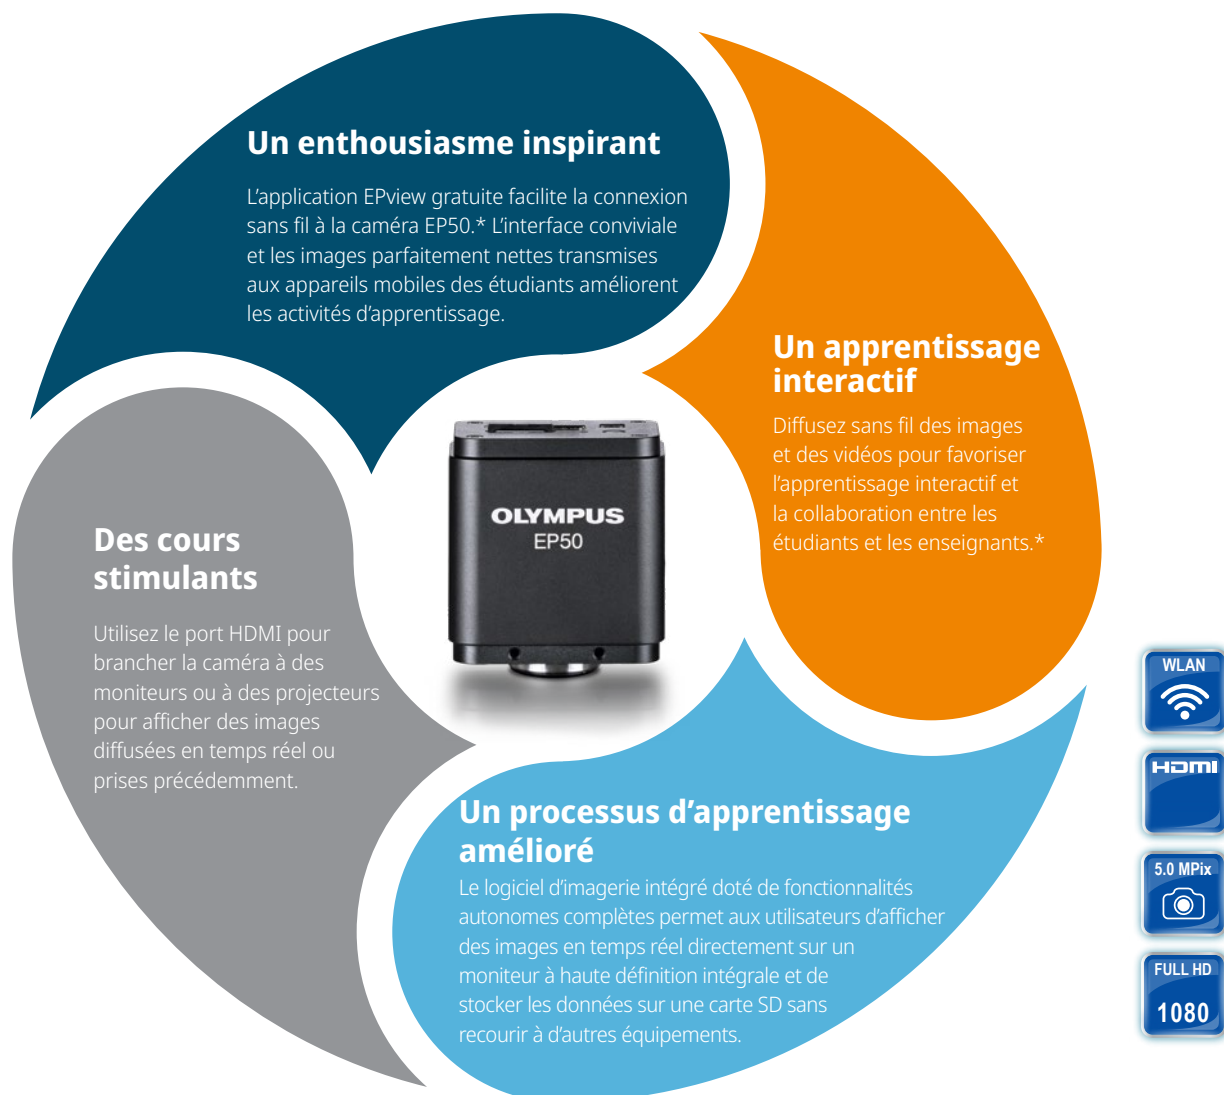 Un enthousiasme inspirant
L’application EPview gratuite facilite la connexion
sans fil à la caméra EP50.* L’interface conviviale
et les images parfaitement nettes transmises
aux appareils mobiles des étudiants améliorent
les activités d’apprentissage.
Un apprentissage
interactif
Diffusez sans fil des images
et des vidéos pour favoriser
l’apprentissage interactif et
la collaboration entre les
étudiants et les enseignants.*
OLYMPUS
EP50
Des cours
stimulants
Utilisez le port HDMI pour
brancher la caméra à des
moniteurs ou à des projecteurs
pour afficher des images
diffusées en temps réel ou
prises précédemment.
Un processus d’apprentissage
amélioré
Le logiciel d’imagerie intégré doté de fonctionnalités
autonomes complètes permet aux utilisateurs d’afficher
des images en temps réel directement sur un
moniteur à haute définition intégrale et de
stocker les données sur une carte SD sans
recourir à d’autres équipements.
WLAN
HDMI
5.0 MPix
FULL HD
1080